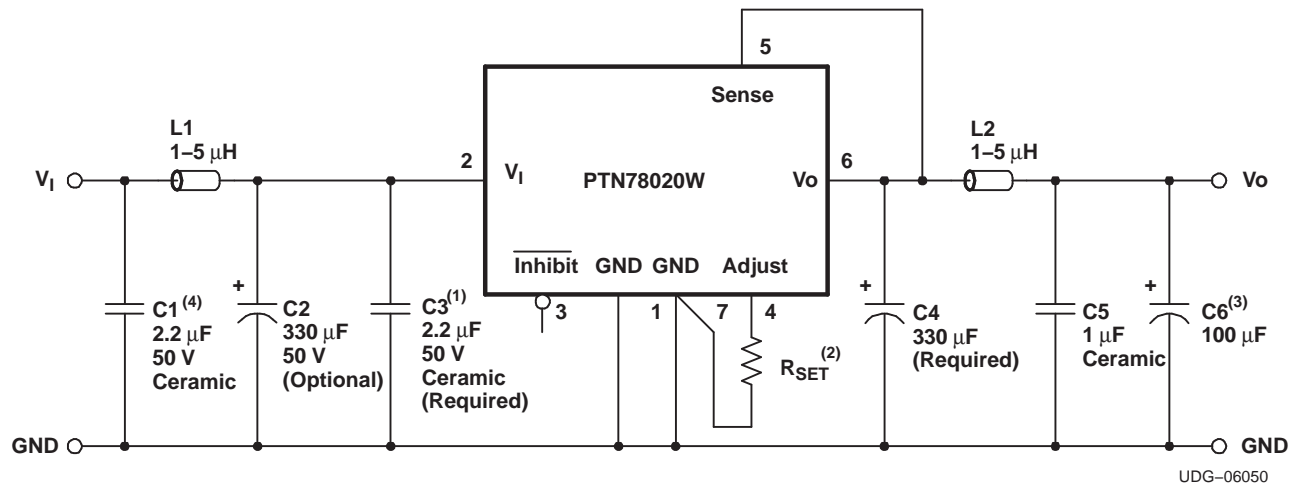 5
Sense
L1
1–5 μH
2
VI
PTN78020W
Vo
6
L2
1–5 μH
VI
Vo
Inhibit
GND
GND
Adjust
3
1
7
4
C1(4)
2.2 μF
50 V
Ceramic
+
C2
330 μF
50 V
(Optional)
C3(1)
2.2 μF
50 V
Ceramic
(Required)
RSET(2)
+
C4
330 μF
(Required)
C5
1 μF
Ceramic
+
C6(3)
100 μF
GND
GND
UDG–06050